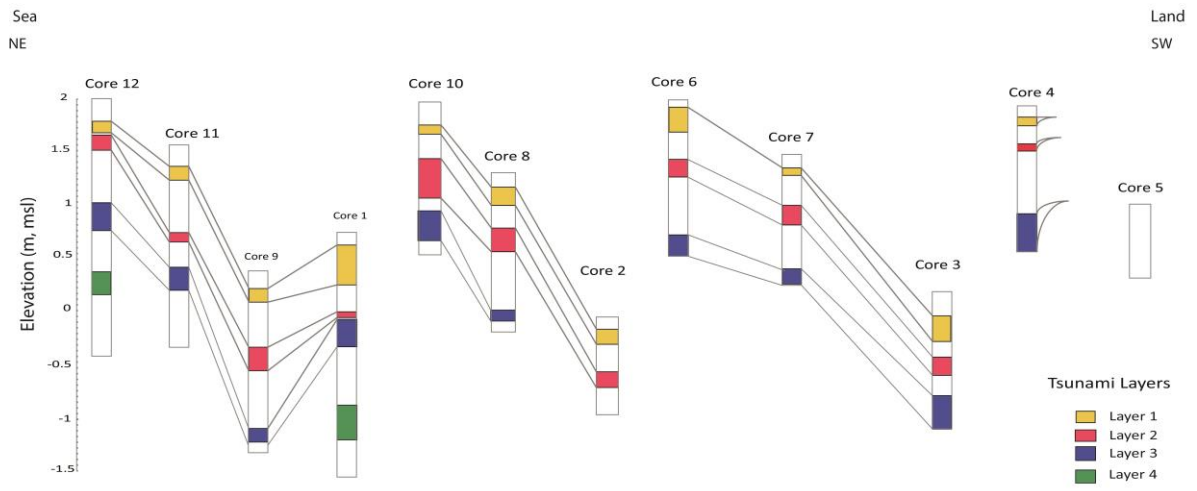 Sea
Land
NE
SW
Core 12
Core 10
Core 6
Core 4
Core 11
Core 7
Core 8
Core 5
Core 1
Core 9
Core 2
Core 3
2
1.5
1
0.5
0
-0.5
-1
-1.5
Elevation (m, msl)
Tsunami Layers
Layer 1
Layer 2
Layer 3
Layer 4